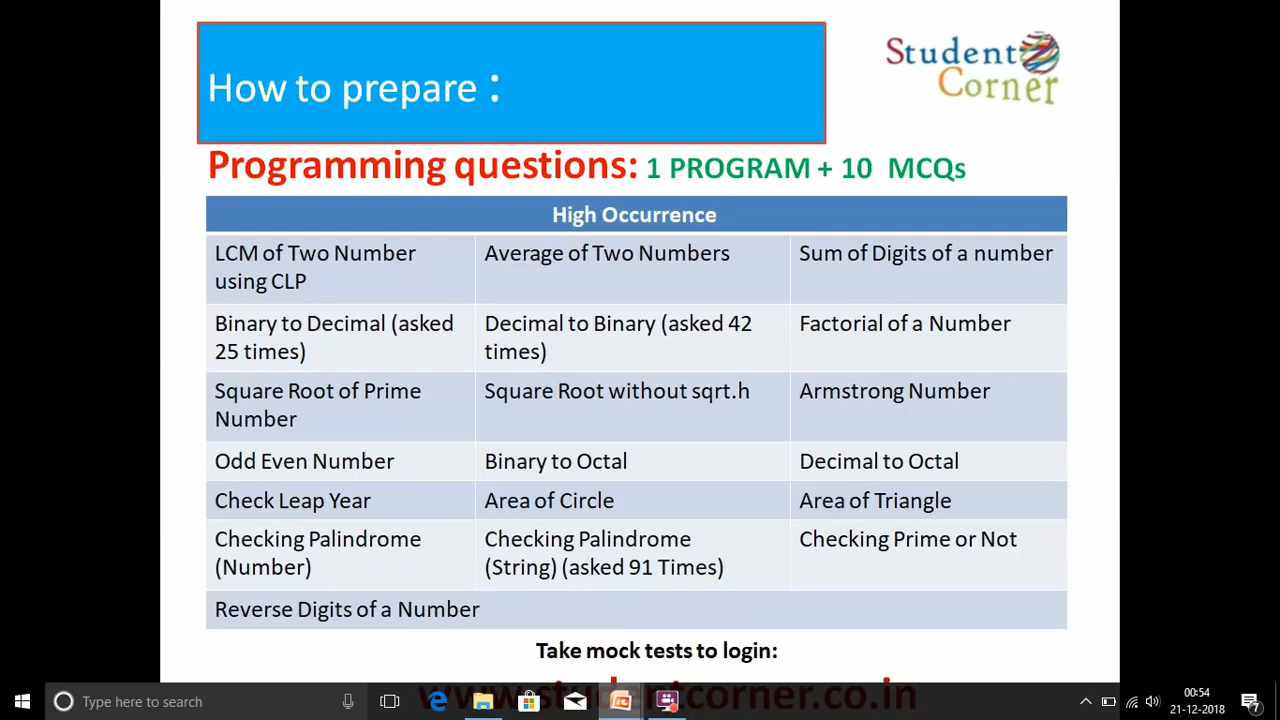 How to prepare :
Student
Corner
Programming questions: 1 PROGRAM + 10 MCQs
High Occurrence
LCM of Two Number
using CLP
Average of Two Numbers
Sum of Digits of a number
Binary to Decimal (asked
25 times)
Decimal to Binary (asked 42
times)
Factorial of a Number
Square Root of Prime
Number
Square Root without sqrt.h
Armstrong Number
Odd Even Number
Binary to Octal
Decimal to Octal
Check Leap Year
Area of Circle
Area of Triangle
Checking Palindrome
(Number)
Checking Palindrome
(String) (asked 91 Times)
Checking Prime or Not
Reverse Digits of a Number
Take mock tests to login:
www.studentcorner.co.in
Type here to search
00:54
21-12-2018
7